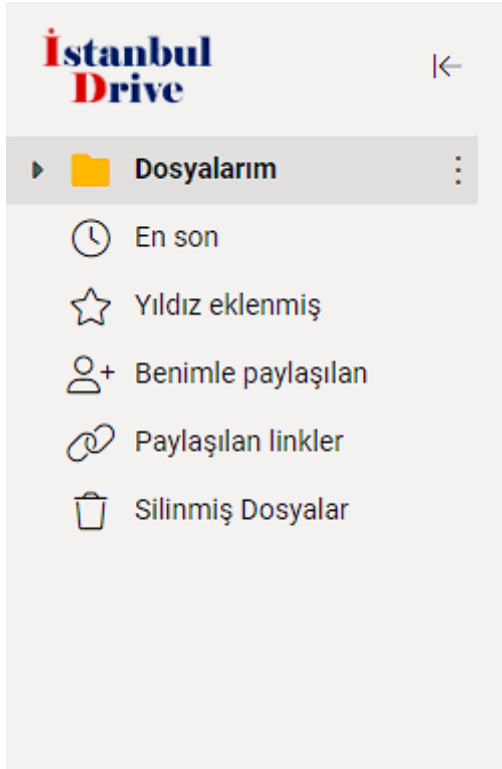 İstanbul
Drive
Dosyalarım
En son
Yıldız eklenmiş
Benimle paylaşılan
Paylaşılan linkler
Silinmiş Dosyalar